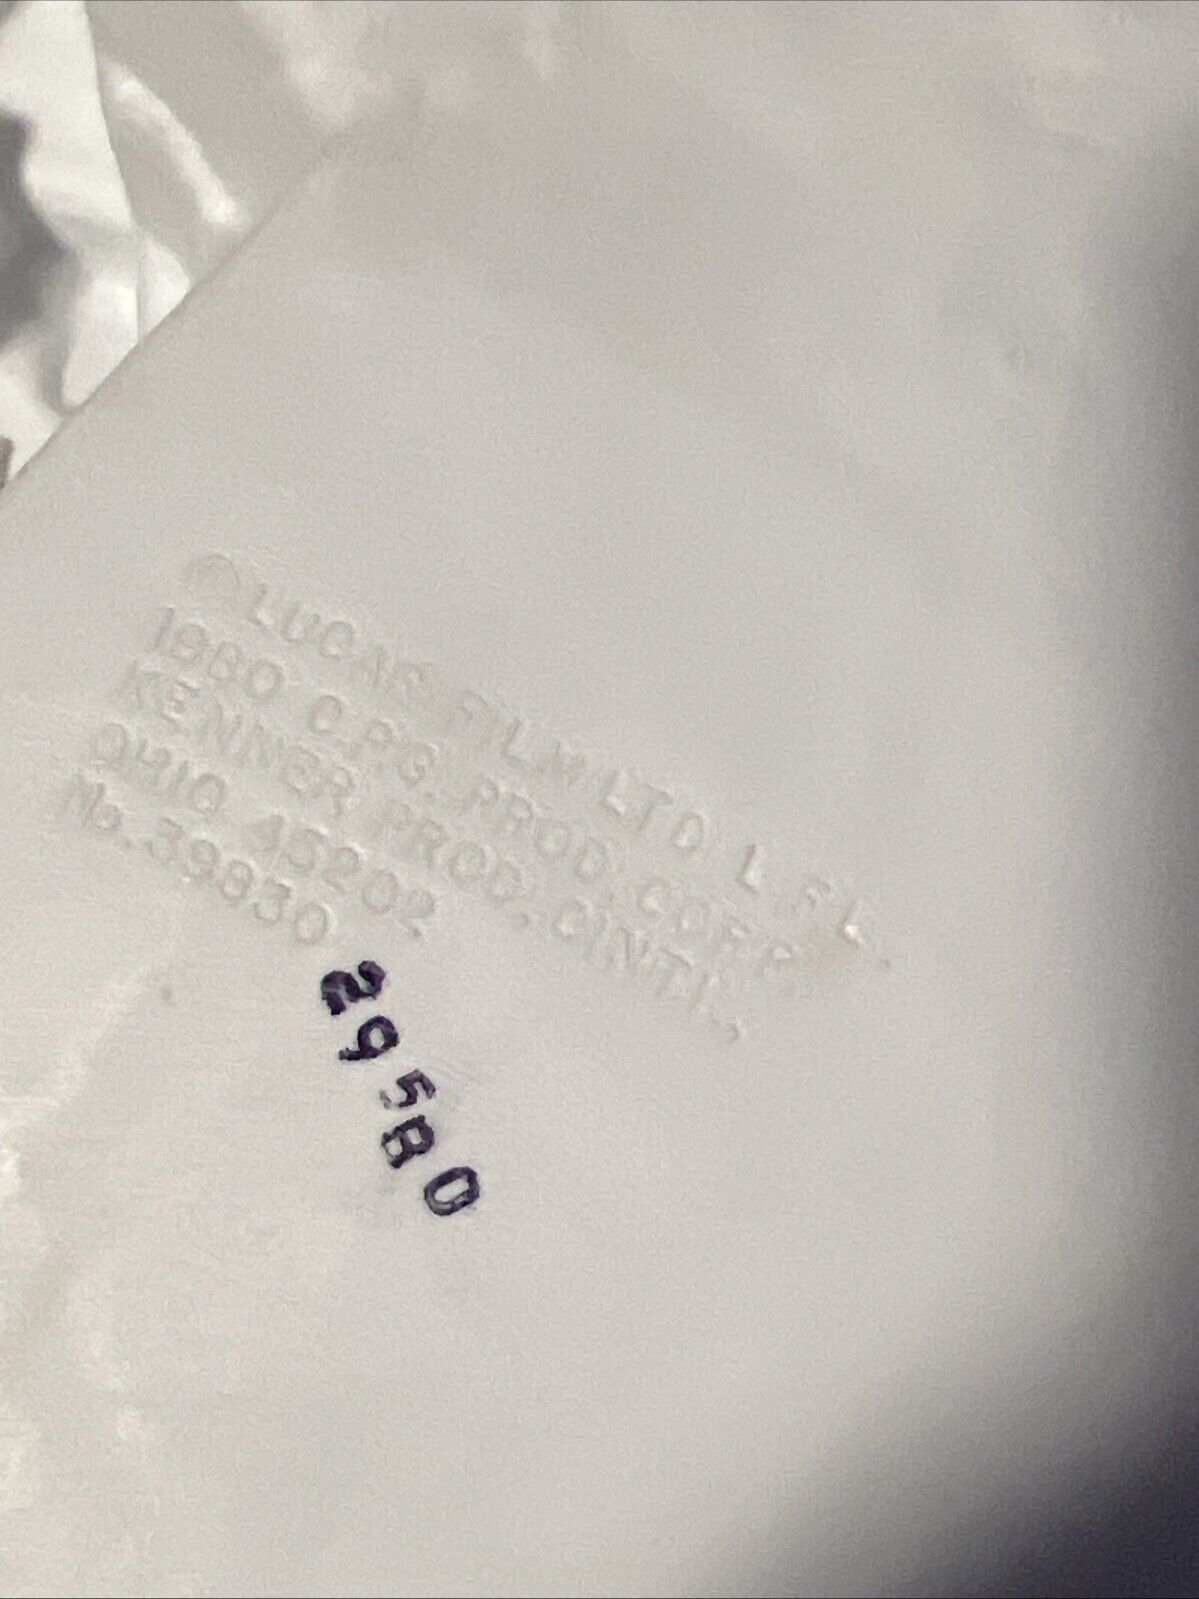 ©LUCAS FILM LTD L.F.L.
1980 C.P.G. PROD. CORP.
KENNER PROD. CINTI.,
OHIO 45202
No.39830
29580